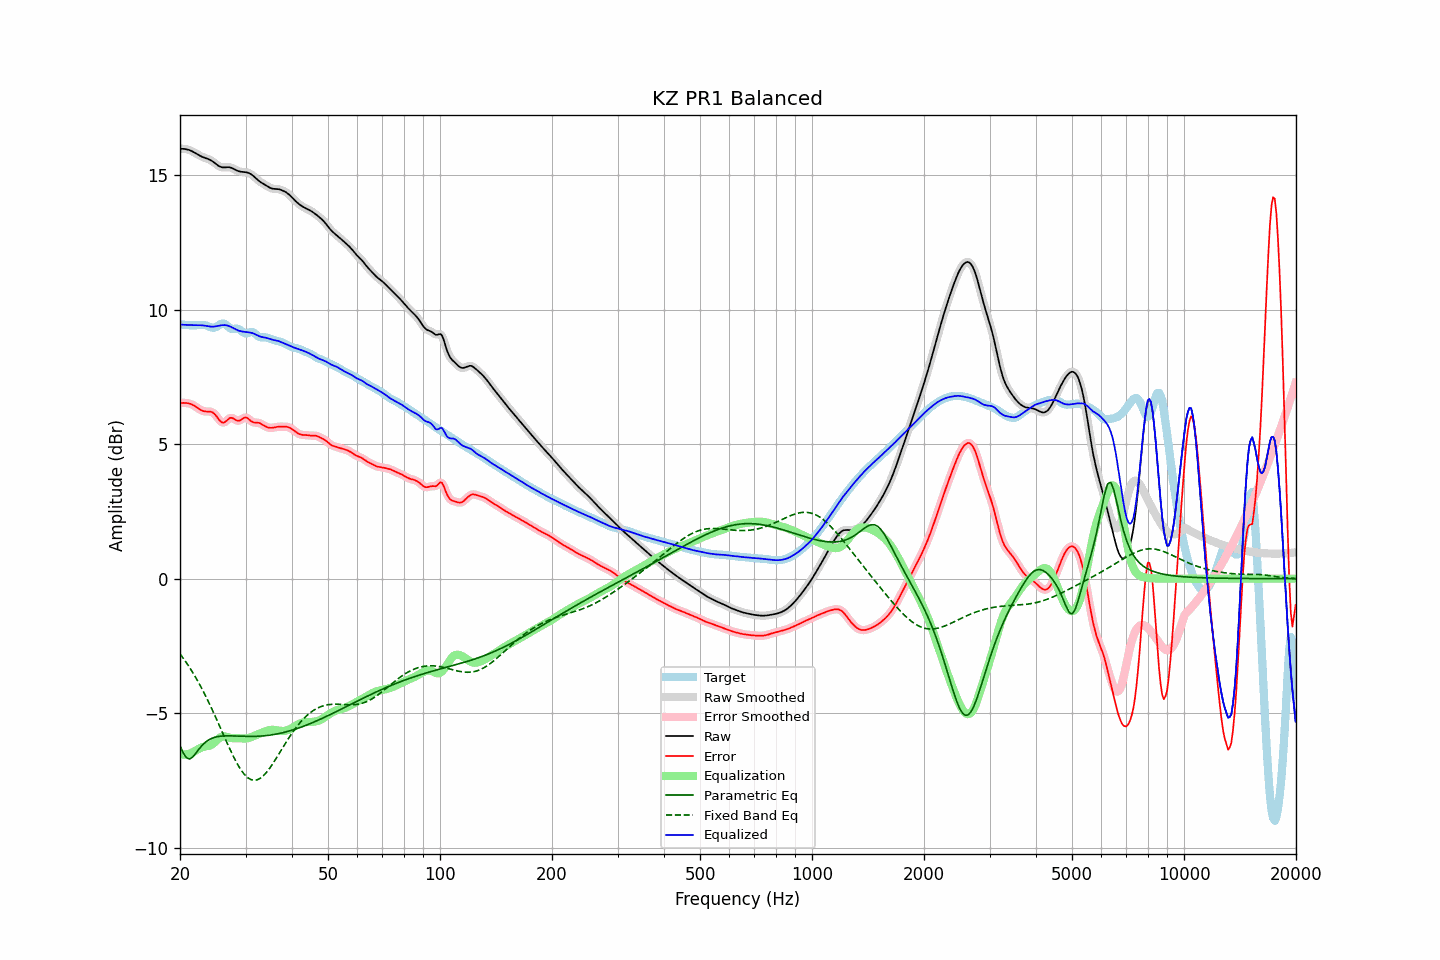 KZ PR1 Balanced
Amplitude (dBr)
15
10
5
0
−5
−10
Target
Raw Smoothed
Error Smoothed
Raw
Error
Equalization
Parametric Eq
Fixed Band Eq
Equalized
20 50 100 200 500 1000 2000 5000 10000 20000
Frequency (Hz)